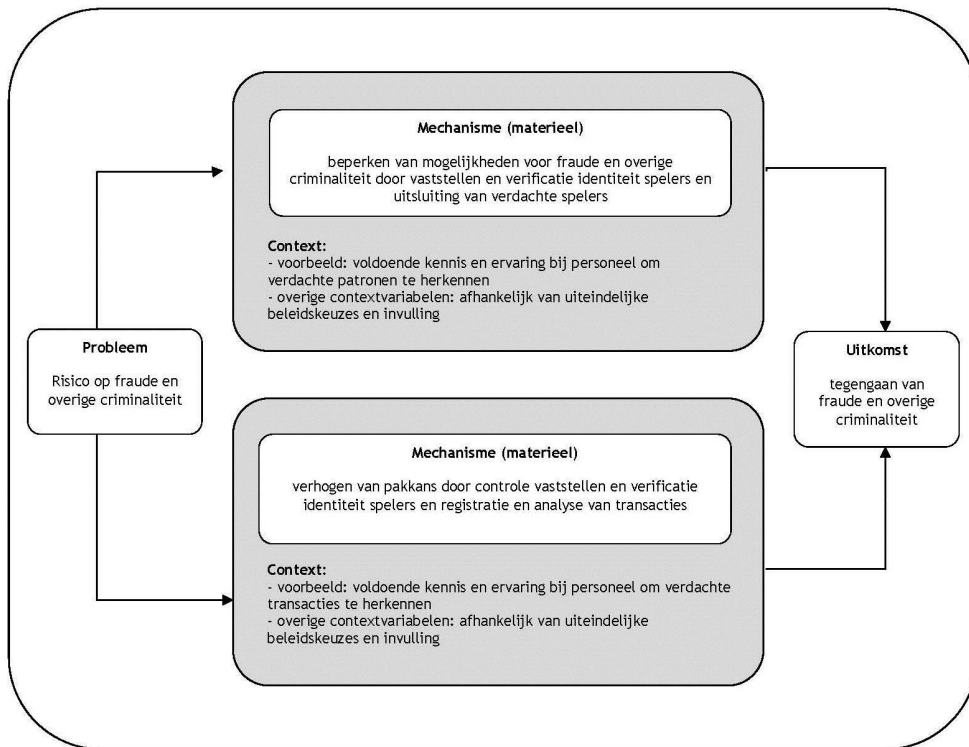 Mechanisme (materieel)
beperken van mogelijkheden voor fraude en overige
criminaliteit door vaststellen en verificatie identiteit spelers en
uitsluiting van verdachte spelers
Context:
- voorbeeld: voldoende kennis en ervaring bij personeel om
verdachte patronen te herkennen
- overige contextvariabelen: afhankelijk van uiteindelijke
beleidskeuzes en invulling
Probleem
Risico op fraude en
overige criminaliteit
Uitkomst
tegengaan van
fraude en overige
criminaliteit
Mechanisme (materieel)
verhogen van pakkans door controle vaststellen en verificatie
identiteit spelers en registratie en analyse van transacties
Context:
- voorbeeld: voldoende kennis en ervaring bij personeel om verdachte
transacties te herkennen
- overige contextvariabelen: afhankelijk van uiteindelijke
beleidskeuzes en invulling